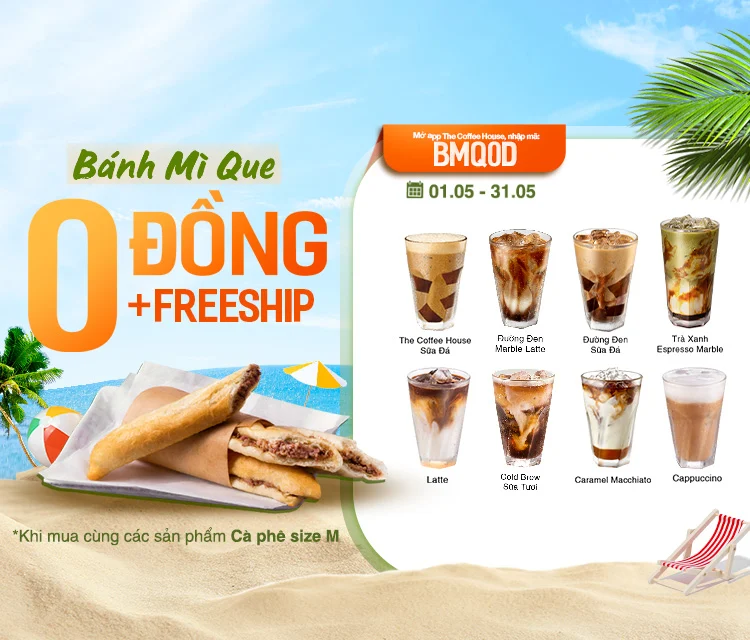 Bánh Mì Que
0 ĐỒNG
+FREESHIP
*Khi mua cùng các sản phẩm Cà phê size M
Mở app The Coffee House, nhập mã:
BMQ0D
01.05 - 31.05
The Coffee House
Sữa Đá
Đường Đen
Marble Latte
Đường Đen
Sữa Đá
Trà Xanh
Espresso Marble
Latte
Cold Brew
Sữa Tươi
Caramel Macchiato
Cappuccino